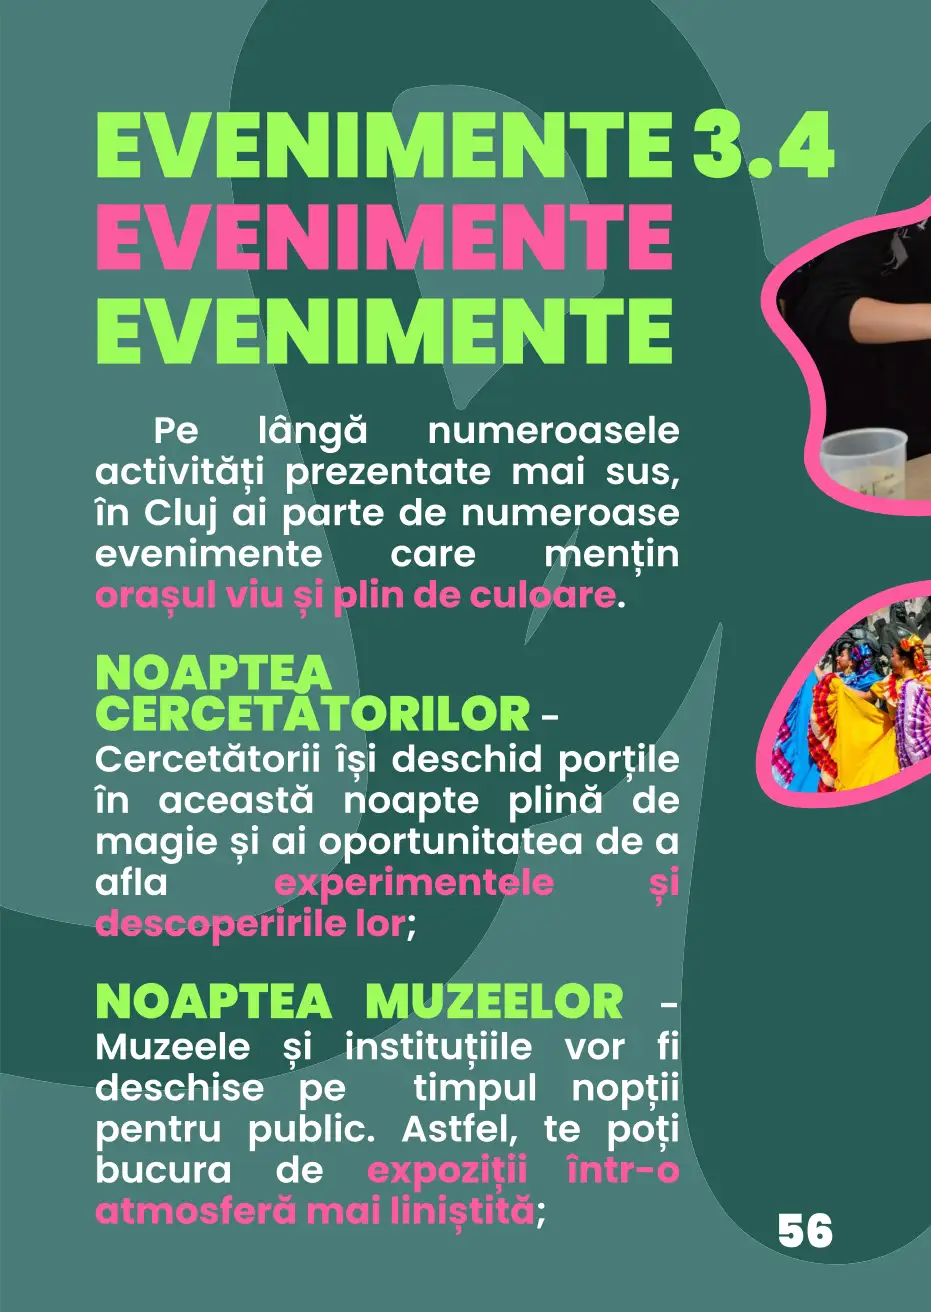 EVENIMENTE 3.4
EVENIMENTE
EVENIMENTE
Pe lângă numeroasele
activități prezentate mai sus,
în Cluj ai parte de numeroase
evenimente care mențin
orașul viu și plin de culoare.
NOAPTEA
CERCETĂTORILOR –
Cercetătorii își deschid porțile
în această noapte plină de
magie și ai oportunitatea de a
afla experimentele și
descoperirile lor;
NOAPTEA MUZEELOR –
Muzeele și instituțiile vor fi
deschise pe timpul nopții
pentru public. Astfel, te poți
bucura de expoziții într-o
atmosferă mai liniștită;
56